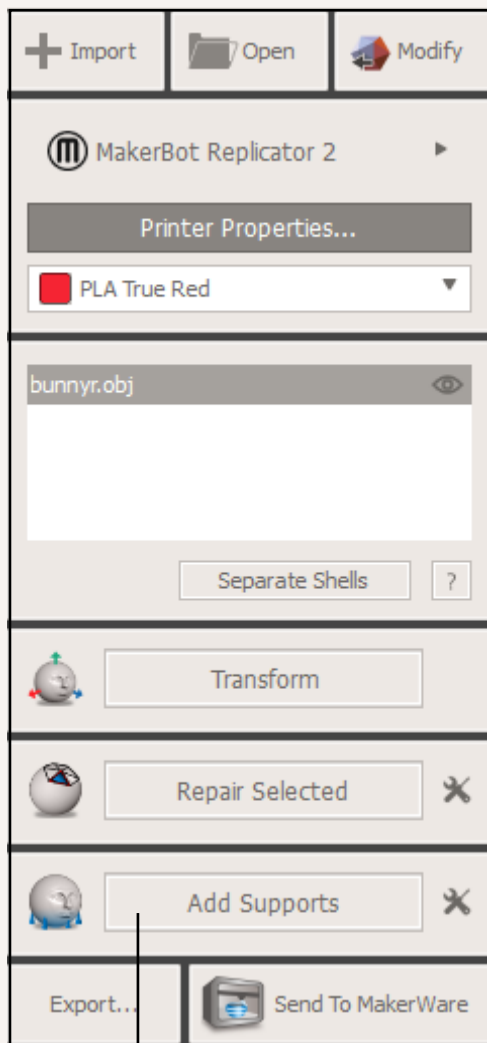 Import Open Modify
MakerBot Replicator 2
Printer Properties...
PLA True Red
bunnyr.obj
Separate Shells ?
Transform
Repair Selected
Add Supports
Export... Send To MakerWare